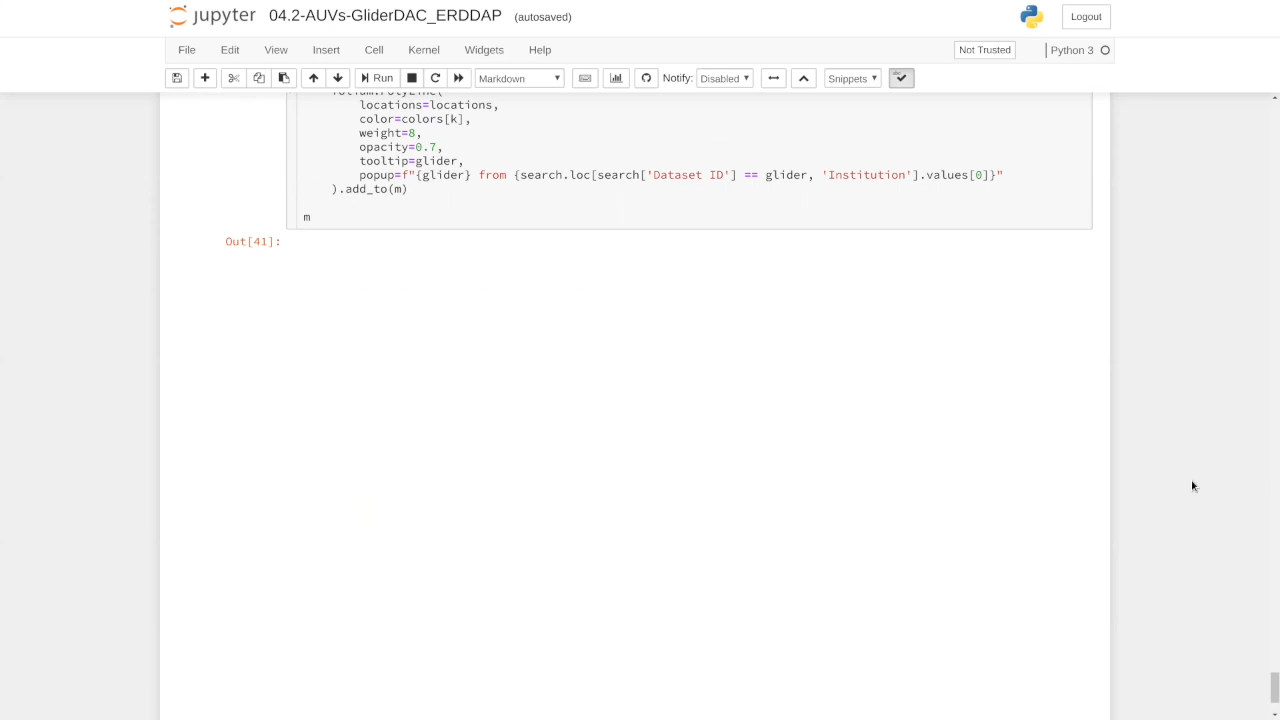 jupyter 04.2-AUVs-GliderDAC_ERDDAP (autosaved) Logout
File Edit View Insert Cell Kernel Widgets Help Not Trusted Python 3
Run Markdown Notify: Disabled Snippets
folium.PolyLine(
locations=locations,
color=colors[k],
weight=8,
opacity=0.7,
tooltip=glider,
popup=f"{glider} from {search.loc[search['Dataset ID'] == glider, 'Institution'].values[0]}"
).add_to(m)
m
Out[41]: